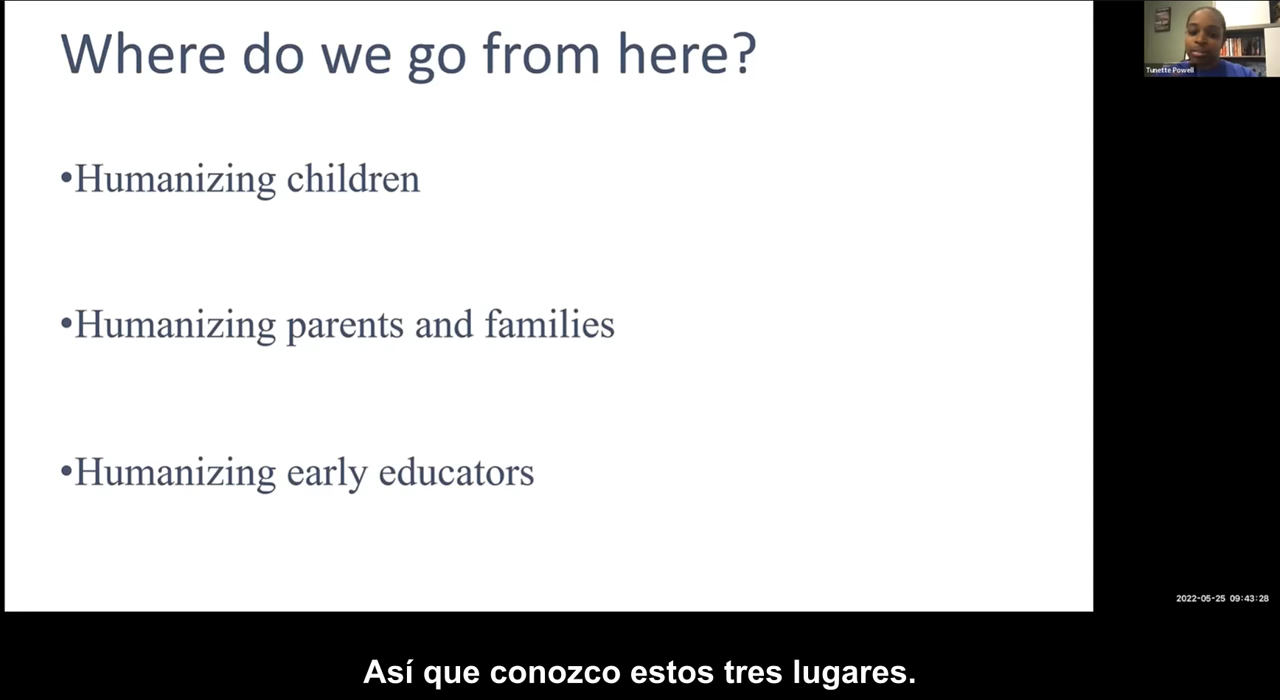 Where do we go from here?
Tunette Powell
•Humanizing children
•Humanizing parents and families
•Humanizing early educators
2022-05-25 09:43:28
Así que conozco estos tres lugares.